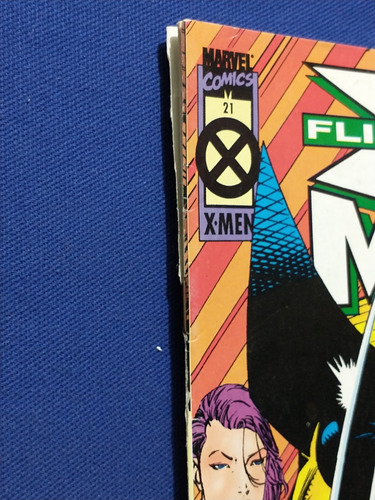 MARVEL
COMICS
M
21
X-MEN
FLI